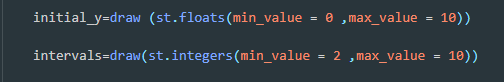 initial_y=draw (st.floats(min_value = 0 ,max_value = 10))
intervals=draw(st.integers(min_value = 2 ,max_value = 10))